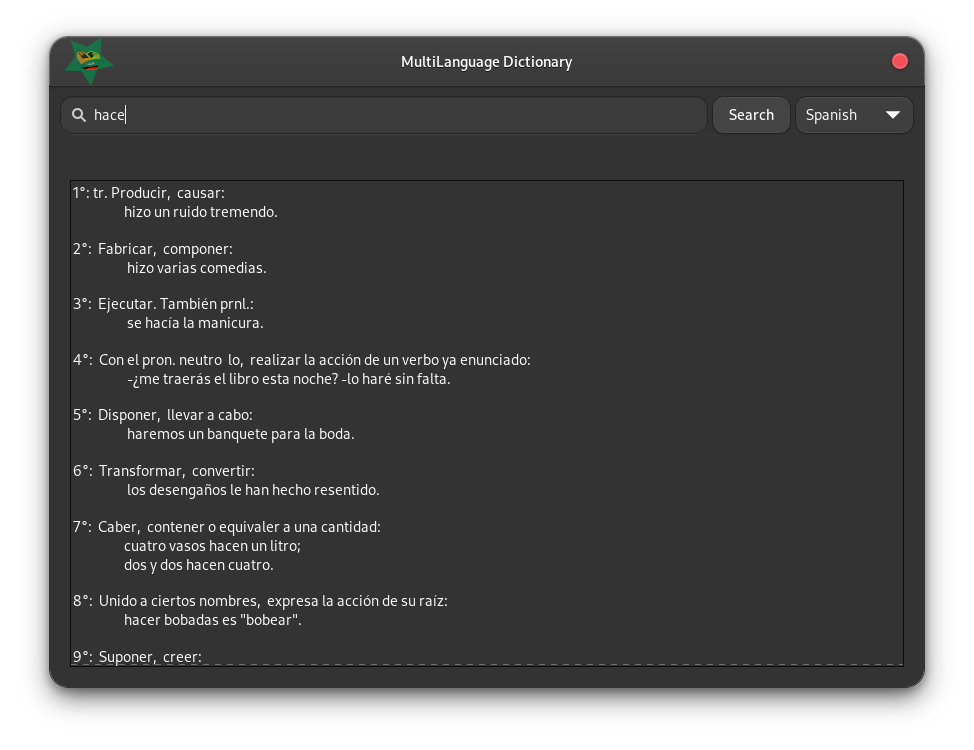 MultiLanguage Dictionary
hace
Search
Spanish
1°: tr. Producir, causar:
hizo un ruido tremendo.
2°: Fabricar, componer:
hizo varias comedias.
3°: Ejecutar. También prnl.:
se hacía la manicura.
4°: Con el pron. neutro lo, realizar la acción de un verbo ya enunciado:
-¿me traerás el libro esta noche? -lo haré sin falta.
5°: Disponer, llevar a cabo:
haremos un banquete para la boda.
6°: Transformar, convertir:
los desengaños le han hecho resentido.
7°: Caber, contener o equivaler a una cantidad:
cuatro vasos hacen un litro;
dos y dos hacen cuatro.
8°: Unido a ciertos nombres, expresa la acción de su raíz:
hacer bobadas es "bobear".
9°: Suponer, creer: